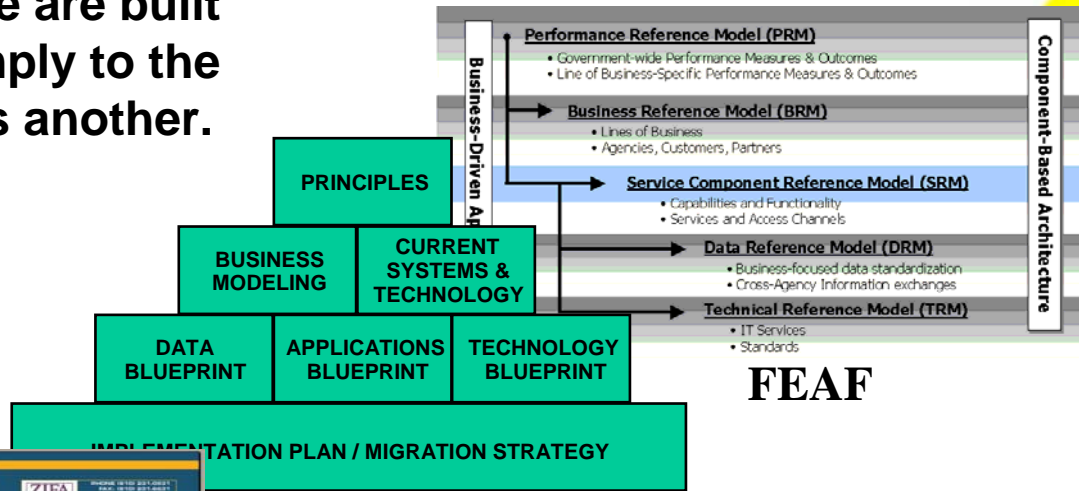 e are built
ply to the
s another.
Performance Reference Model (PRM)
• Government-wide Performance Measures & Outcomes
• Line of Business-Specific Performance Measures & Outcomes
Business Reference Model (BRM)
• Lines of Business
• Agencies, Customers, Partners
Service Component Reference Model (SRM)
• Capabilities and Functionality
• Services and Access Channels
Data Reference Model (DRM)
• Business-focused data standardization
• Cross-Agency Information exchanges
Technical Reference Model (TRM)
• IT Services
• Standards
Business-Driven Ap
Component-Based Architecture
FEAF
PRINCIPLES
BUSINESS
MODELING
CURRENT
SYSTEMS &
TECHNOLOGY
DATA
BLUEPRINT
APPLICATIONS
BLUEPRINT
TECHNOLOGY
BLUEPRINT
IMPLEMENTATION PLAN / MIGRATION STRATEGY
ZIFA